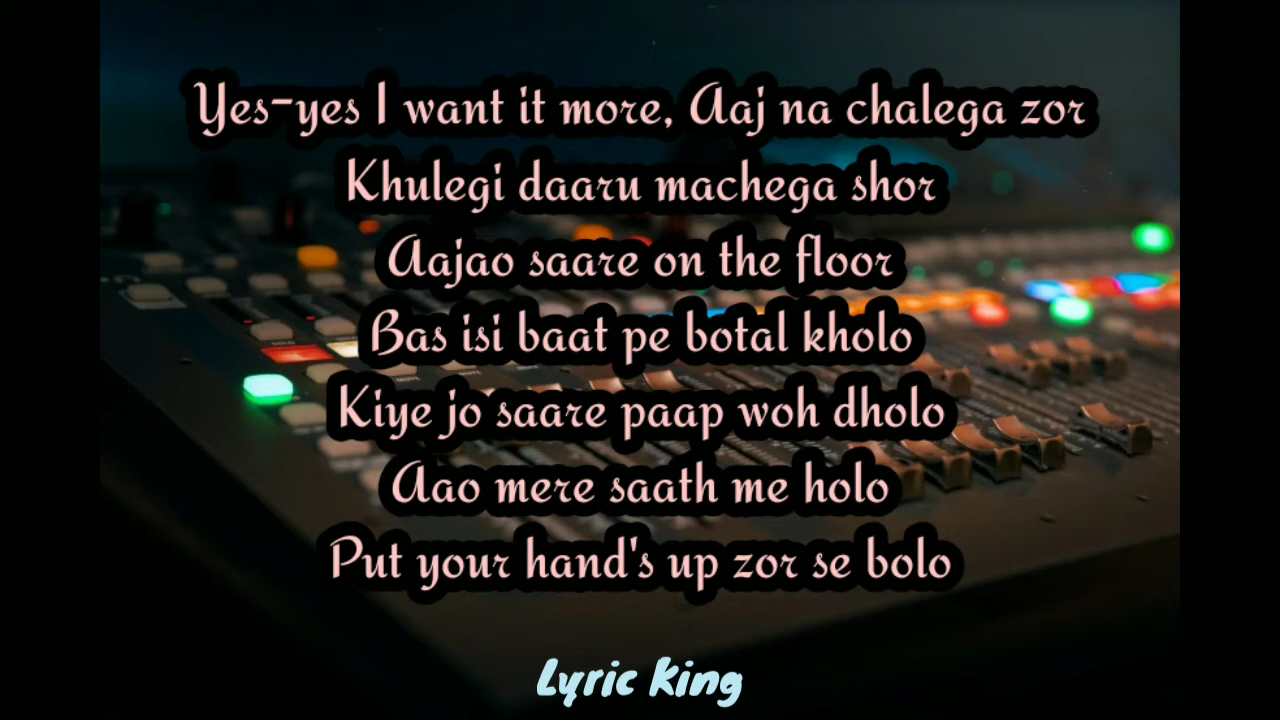 Yes-yes I want it more, Aaj na chalega zor
Khulegi daaru machega shor
Aajao saare on the floor
Bas isi baat pe botal kholo
Kiye jo saare paap woh dholo
Aao mere saath me holo
Put your hand's up zor se bolo
Lyric King